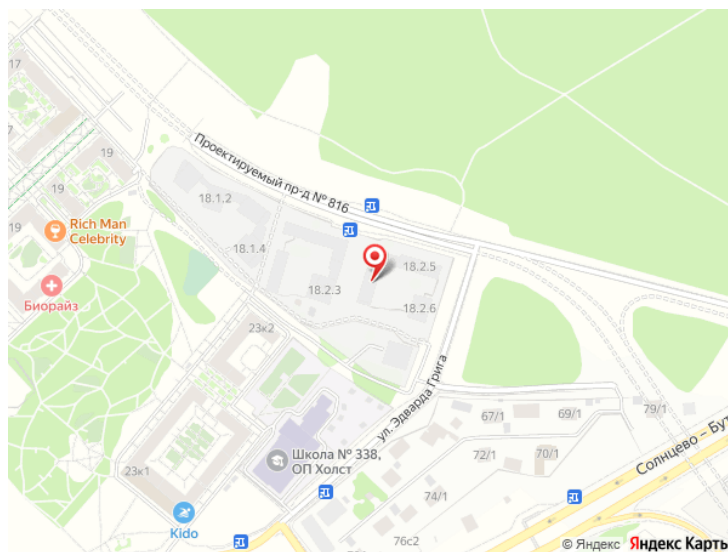 17
7
19
19
19
Проектируемый пр-д № 816
18.1.2
18.1.4
18.2.3
18.2.5
18.2.6
Rich Man
Celebrity
Биорайз
23к2
ул. Эдварда Грига
67/1
69/1
79/1
72/1
70/1
Солнцево – Бут
Школа № 338,
ОП Холст
23к1
74/1
Kido
76с2
© Яндекс Яндекс Карты